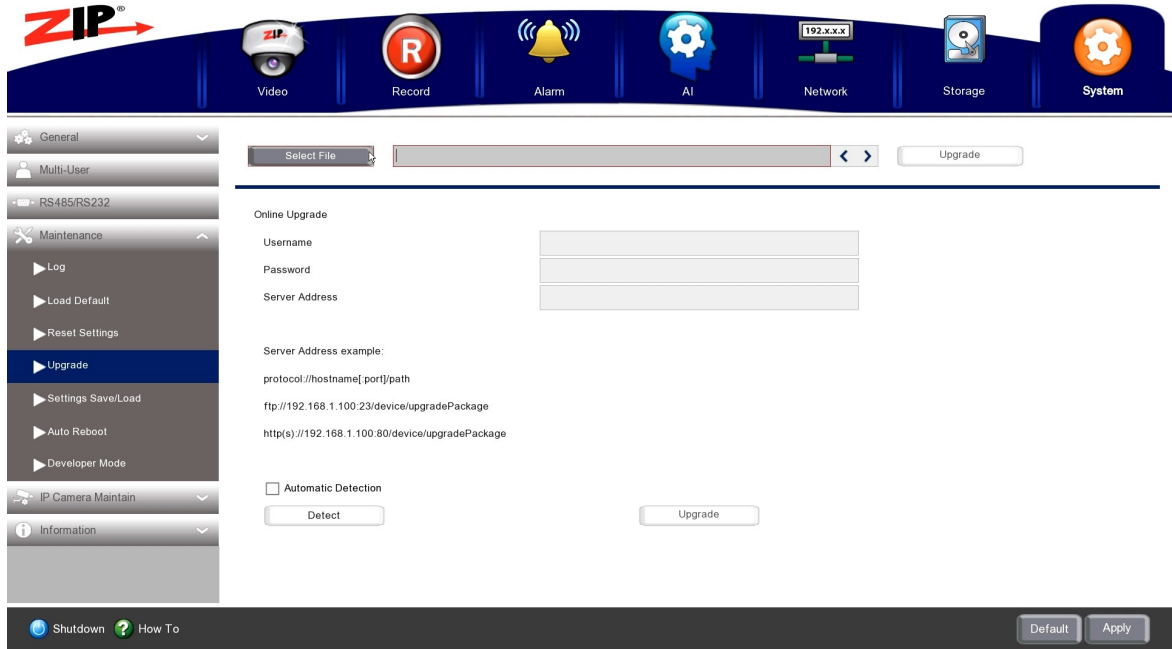 ZIP®
ZIP
R
192.x.x.x
Video
Record
Alarm
AI
Network
Storage
System
General
Multi-User
RS485/RS232
Maintenance
Log
Load Default
Reset Settings
Upgrade
Settings Save/Load
Auto Reboot
Developer Mode
IP Camera Maintain
Information
Select File
Upgrade
Online Upgrade
Username
Password
Server Address
Server Address example:
protocol://hostname[:port]/path
ftp://192.168.1.100:23/device/upgradePackage
http(s)://192.168.1.100:80/device/upgradePackage
Automatic Detection
Detect
Upgrade
Shutdown
How To
Default
Apply